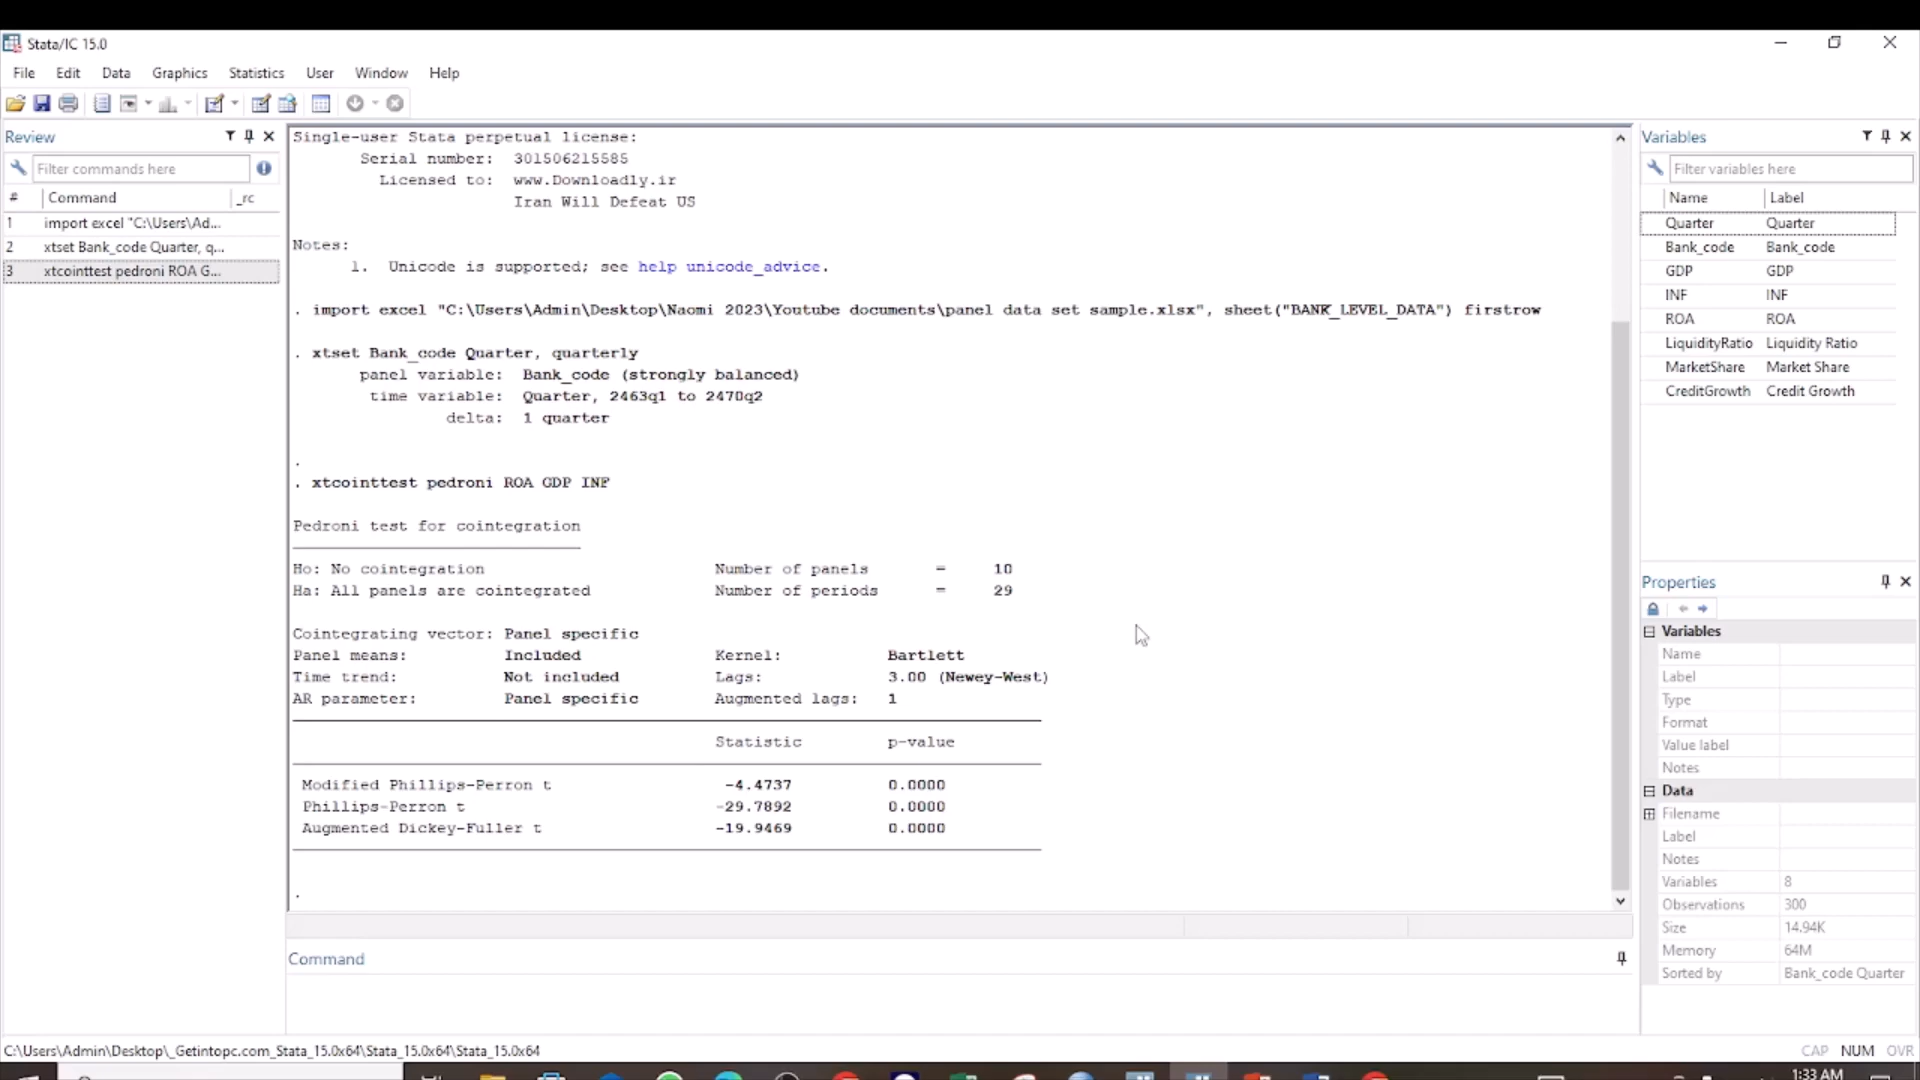 Stata/IC 15.0
File Edit Data Graphics Statistics User Window Help
Review
Filter commands here
# Command _rc
1 import excel "C:\Users\Ad...
2 xtset Bank_code Quarter, q...
3 xtcointtest pedroni ROA G...
Single-user Stata perpetual license:
Serial number: 301506215585
Licensed to: www.Downloadly.ir
Iran Will Defeat US
Notes:
1. Unicode is supported; see help unicode_advice.
. import excel "C:\Users\Admin\Desktop\Naomi 2023\Youtube documents\panel data set sample.xlsx", sheet("BANK_LEVEL_DATA") firstrow
. xtset Bank_code Quarter, quarterly
panel variable: Bank_code (strongly balanced)
time variable: Quarter, 2463q1 to 2470q2
delta: 1 quarter
.
. xtcointtest pedroni ROA GDP INF
Pedroni test for cointegration
Ho: No cointegration Number of panels = 10
Ha: All panels are cointegrated Number of periods = 29
Cointegrating vector: Panel specific
Panel means: Included Kernel: Bartlett
Time trend: Not included Lags: 3.00 (Newey-West)
AR parameter: Panel specific Augmented lags: 1
Statistic p-value
Modified Phillips-Perron t -4.4737 0.0000
Phillips-Perron t -29.7892 0.0000
Augmented Dickey-Fuller t -19.9469 0.0000
.
Command
Variables
Filter variables here
Name Label
Quarter Quarter
Bank_code Bank_code
GDP GDP
INF INF
ROA ROA
LiquidityRatio Liquidity Ratio
MarketShare Market Share
CreditGrowth Credit Growth
Properties
Variables
Name
Label
Type
Format
Value label
Notes
Data
Filename
Label
Notes
Variables 8
Observations 300
Size 14.94K
Memory 64M
Sorted by Bank_code Quarter
C:\Users\Admin\Desktop\_Getintopc.com_Stata_15.0x64\Stata_15.0x64\Stata_15.0x64
CAP NUM OVR
1:33 AM